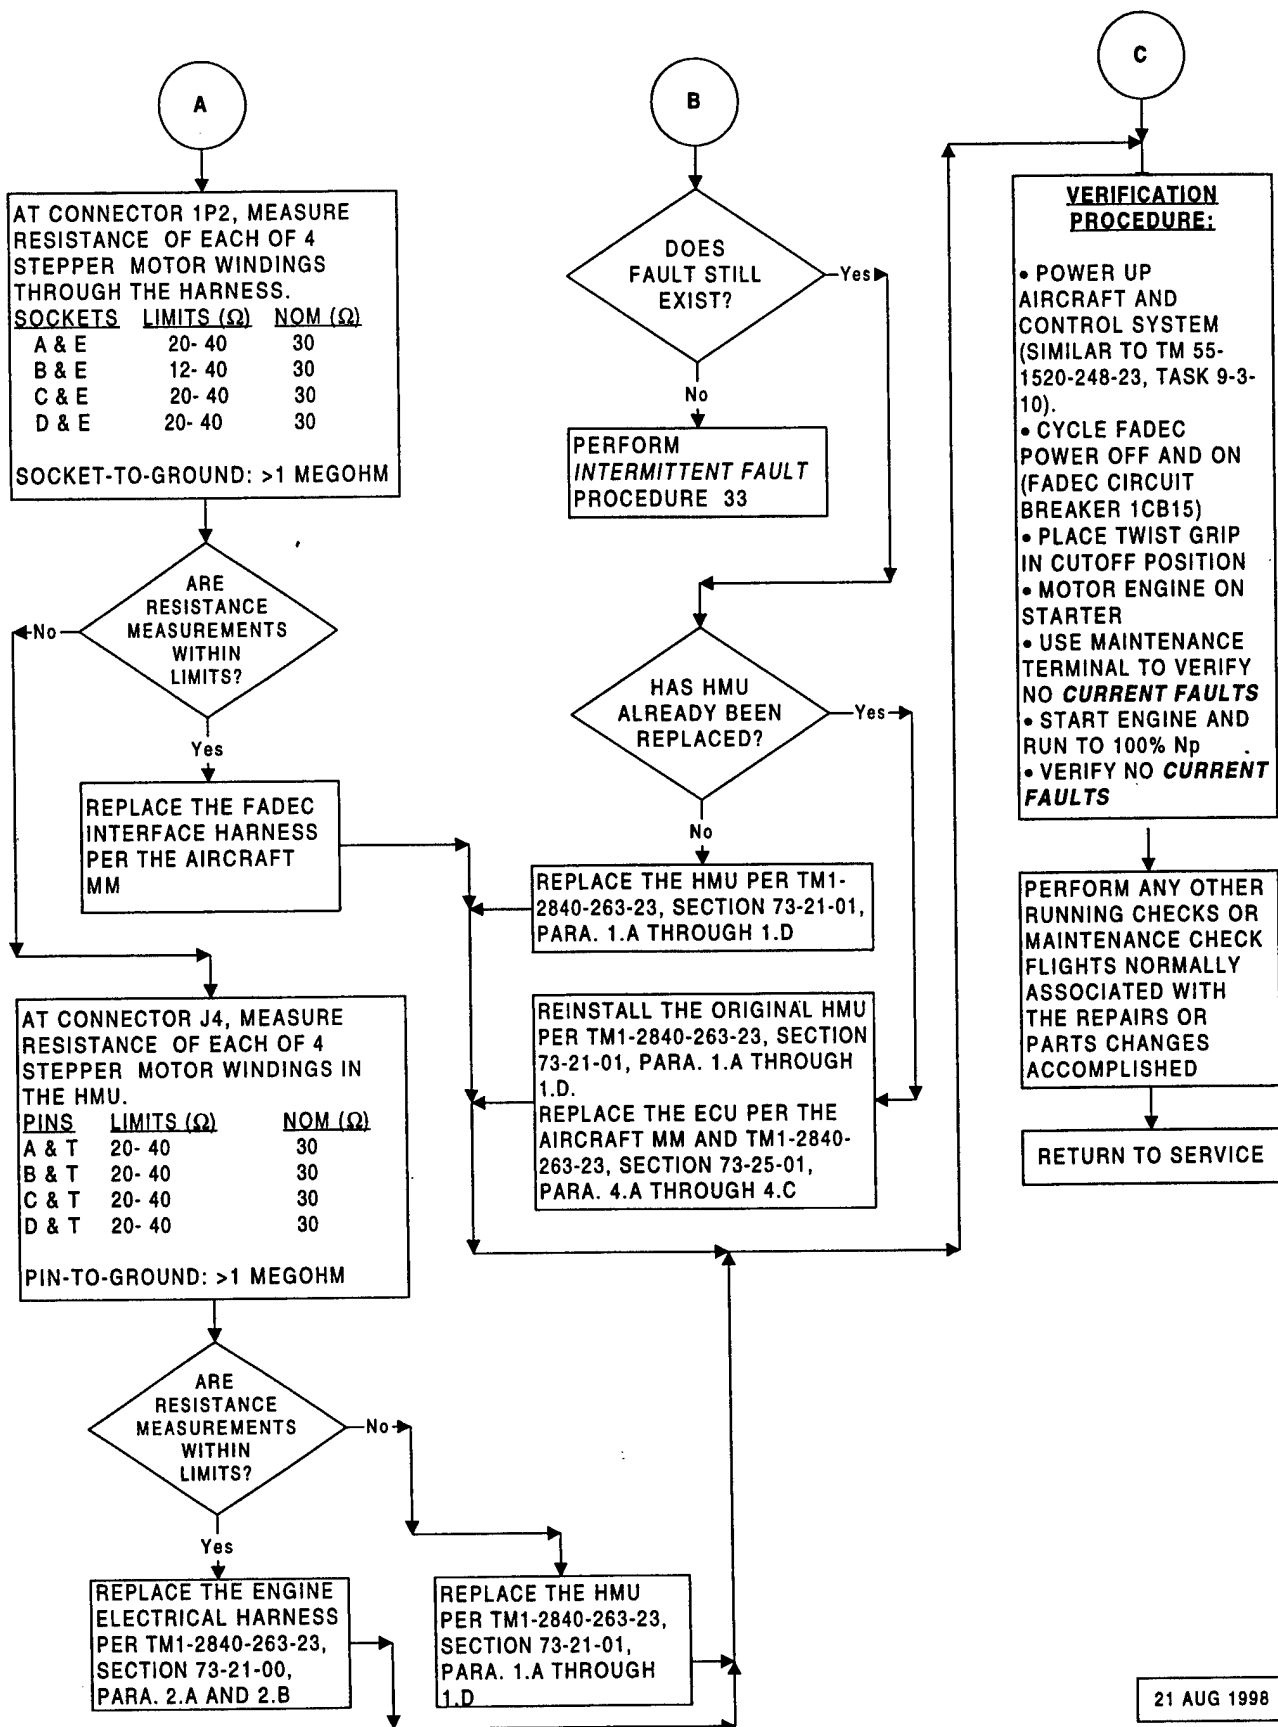 A
AT CONNECTOR 1P2, MEASURE
RESISTANCE OF EACH OF 4
STEPPER MOTOR WINDINGS
THROUGH THE HARNESS.
SOCKETS LIMITS (Ω) NOM (Ω)
A & E 20- 40 30
B & E 12- 40 30
C & E 20- 40 30
D & E 20- 40 30
SOCKET-TO-GROUND: >1 MEGOHM
ARE
RESISTANCE
MEASUREMENTS
WITHIN
LIMITS?
No
Yes
REPLACE THE FADEC
INTERFACE HARNESS
PER THE AIRCRAFT
MM
AT CONNECTOR J4, MEASURE
RESISTANCE OF EACH OF 4
STEPPER MOTOR WINDINGS IN
THE HMU.
PINS LIMITS (Ω) NOM (Ω)
A & T 20- 40 30
B & T 20- 40 30
C & T 20- 40 30
D & T 20- 40 30
PIN-TO-GROUND: >1 MEGOHM
ARE
RESISTANCE
MEASUREMENTS
WITHIN
LIMITS?
No
Yes
REPLACE THE ENGINE
ELECTRICAL HARNESS
PER TM1-2840-263-23,
SECTION 73-21-00,
PARA. 2.A AND 2.B
REPLACE THE HMU
PER TM1-2840-263-23,
SECTION 73-21-01,
PARA. 1.A THROUGH
1.D
B
DOES
FAULT STILL
EXIST?
Yes
No
PERFORM
INTERMITTENT FAULT
PROCEDURE 33
HAS HMU
ALREADY BEEN
REPLACED?
Yes
No
REPLACE THE HMU PER TM1-
2840-263-23, SECTION 73-21-01,
PARA. 1.A THROUGH 1.D
REINSTALL THE ORIGINAL HMU
PER TM1-2840-263-23, SECTION
73-21-01, PARA. 1.A THROUGH
1.D.
REPLACE THE ECU PER THE
AIRCRAFT MM AND TM1-2840-
263-23, SECTION 73-25-01,
PARA. 4.A THROUGH 4.C
C
VERIFICATION
PROCEDURE:
• POWER UP
AIRCRAFT AND
CONTROL SYSTEM
(SIMILAR TO TM 55-
1520-248-23, TASK 9-3-
10).
• CYCLE FADEC
POWER OFF AND ON
(FADEC CIRCUIT
BREAKER 1CB15)
• PLACE TWIST GRIP
IN CUTOFF POSITION
• MOTOR ENGINE ON
STARTER
• USE MAINTENANCE
TERMINAL TO VERIFY
NO CURRENT FAULTS
• START ENGINE AND
RUN TO 100% Np
• VERIFY NO CURRENT
FAULTS
PERFORM ANY OTHER
RUNNING CHECKS OR
MAINTENANCE CHECK
FLIGHTS NORMALLY
ASSOCIATED WITH
THE REPAIRS OR
PARTS CHANGES
ACCOMPLISHED
RETURN TO SERVICE
21 AUG 1998